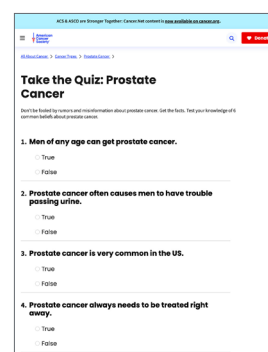 ACS & ASCO are Stronger Together: Cancer.Net content is now available on cancer.org.
American
Cancer
Society
Donate
All About Cancer > Cancer Types > Prostate Cancer >
Take the Quiz: Prostate
Cancer
Don't be fooled by rumors and misinformation about prostate cancer. Get the facts. Test your knowledge of 6
common beliefs about prostate cancer.
1. Men of any age can get prostate cancer.
True
False
2. Prostate cancer often causes men to have trouble
passing urine.
True
False
3. Prostate cancer is very common in the US.
True
False
4. Prostate cancer always needs to be treated right
away.
True
False